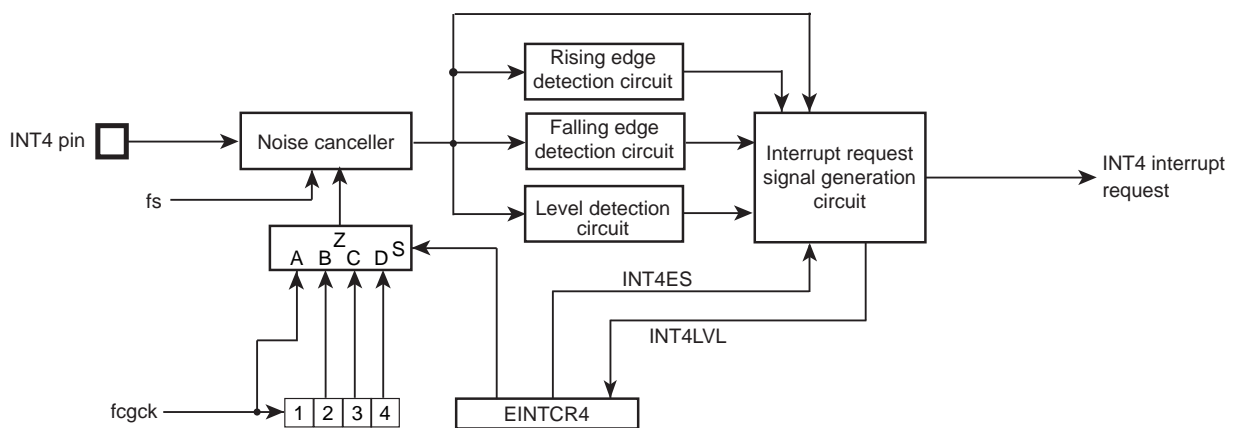 Rising edge
detection circuit
INT4 pin
Noise canceller
Falling edge
detection circuit
Interrupt request
signal generation
circuit
INT4 interrupt
request
fs
Level detection
circuit
Z
S
A B C D
INT4ES
INT4LVL
fcgck
1 2 3 4
EINTCR4